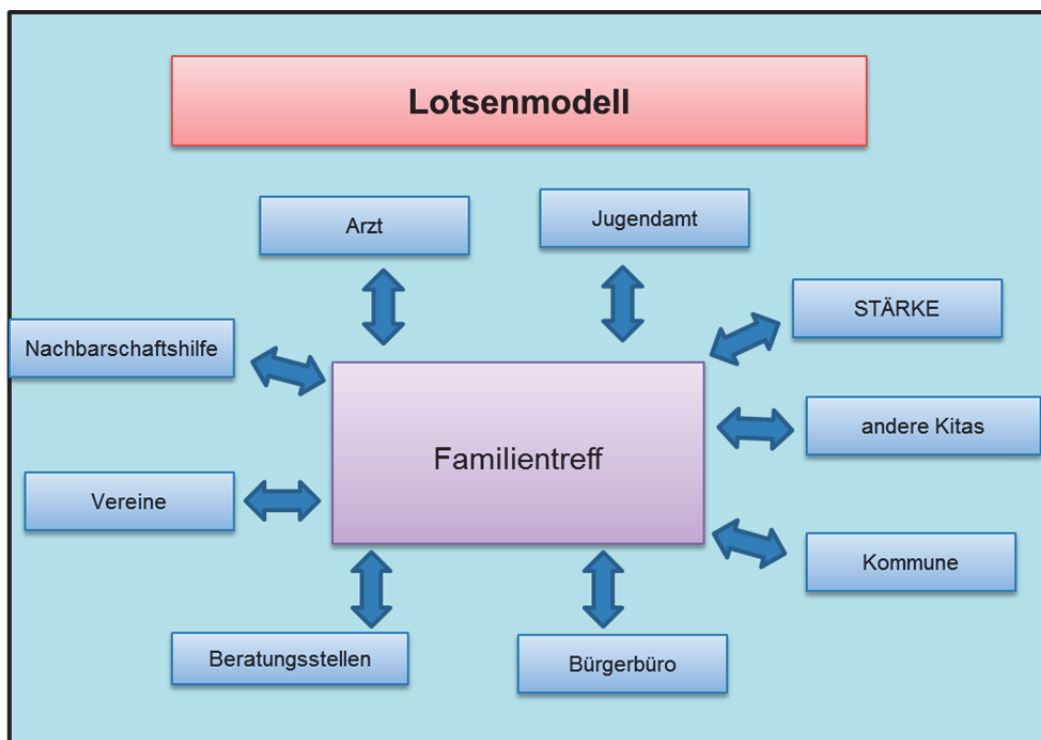 Lotsenmodell
Arzt
Jugendamt
STÄRKE
Nachbarschaftshilfe
andere Kitas
Familientreff
Vereine
Kommune
Beratungsstellen
Bürgerbüro